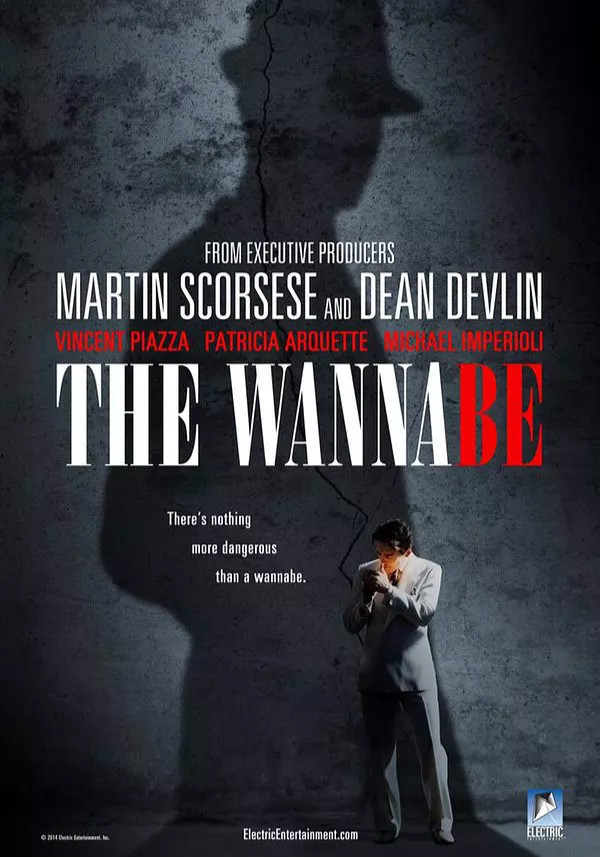 FROM EXECUTIVE PRODUCERS
MARTIN SCORSESE AND DEAN DEVLIN
VINCENT PIAZZA PATRICIA ARQUETTE MICHAEL IMPERIOLI
THE WANNABE
There's nothing
more dangerous
than a wannabe.
© 2014 Electric Entertainment, Inc.
ElectricEntertainment.com
ELECTRIC
ENTERTAINMENT